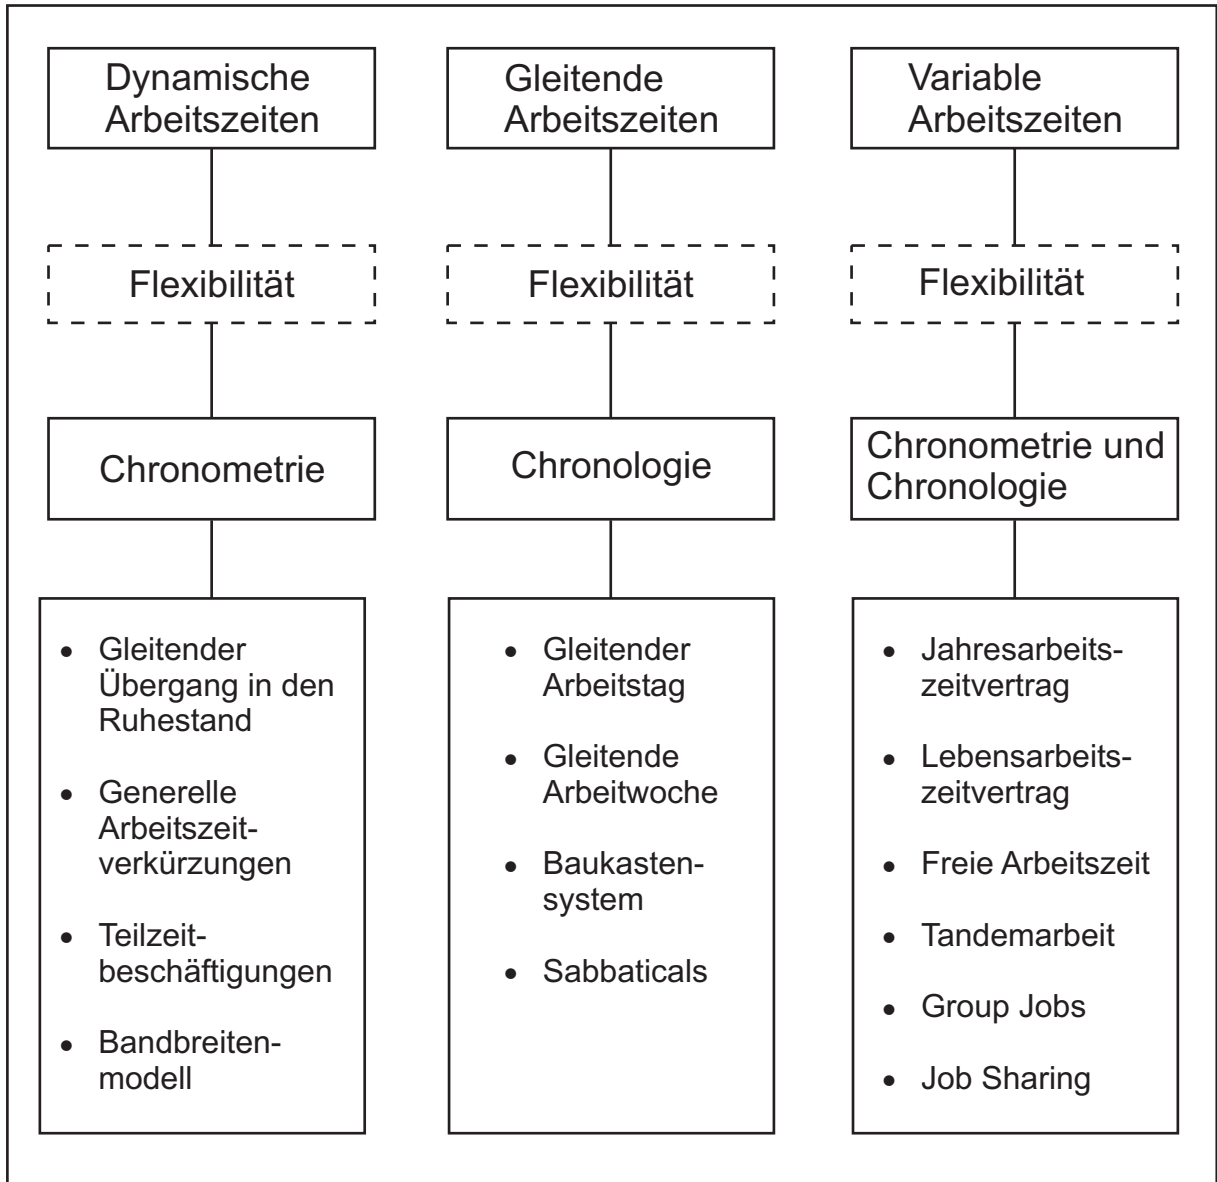 Dynamische
Arbeitszeiten
Flexibilität
Chronometrie
• Gleitender
Übergang in den
Ruhestand
• Generelle
Arbeitszeit-
verkürzungen
• Teilzeit-
beschäftigungen
• Bandbreiten-
modell
Gleitende
Arbeitszeiten
Flexibilität
Chronologie
• Gleitender
Arbeitstag
• Gleitende
Arbeitwoche
• Baukasten-
system
• Sabbaticals
Variable
Arbeitszeiten
Flexibilität
Chronometrie und
Chronologie
• Jahresarbeits-
zeitvertrag
• Lebensarbeits-
zeitvertrag
• Freie Arbeitszeit
• Tandemarbeit
• Group Jobs
• Job Sharing